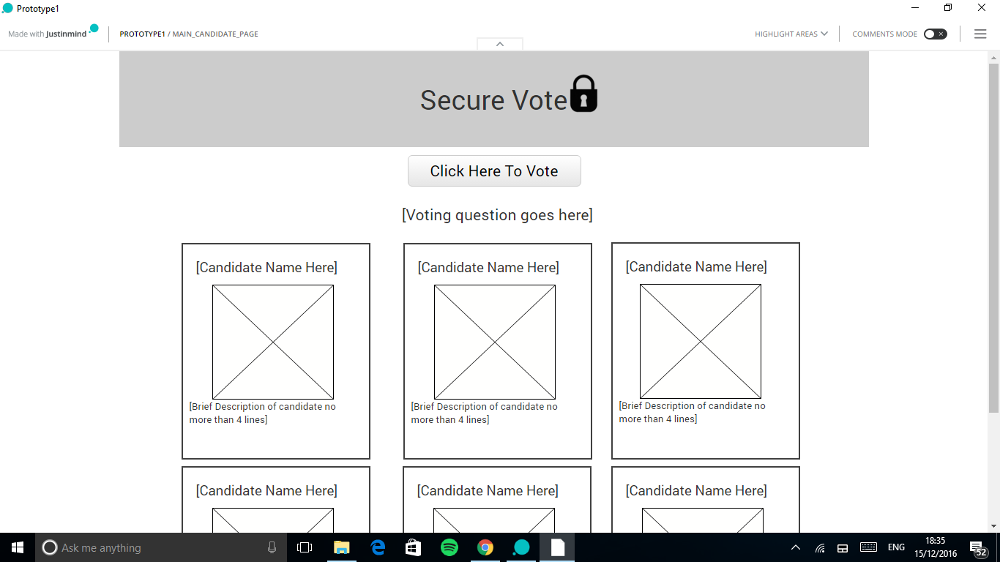 Prototype1
Made with Justinmind
PROTOTYPE1 / MAIN_CANDIDATE_PAGE
HIGHLIGHT AREAS
COMMENTS MODE
Secure Vote
Click Here To Vote
[Voting question goes here]
[Candidate Name Here] [Candidate Name Here] [Candidate Name Here]
[Brief Description of candidate no
more than 4 lines]
[Brief Description of candidate no
more than 4 lines]
[Brief Description of candidate no
more than 4 lines]
[Candidate Name Here] [Candidate Name Here] [Candidate Name Here]
Ask me anything
ENG
18:35
15/12/2016
52